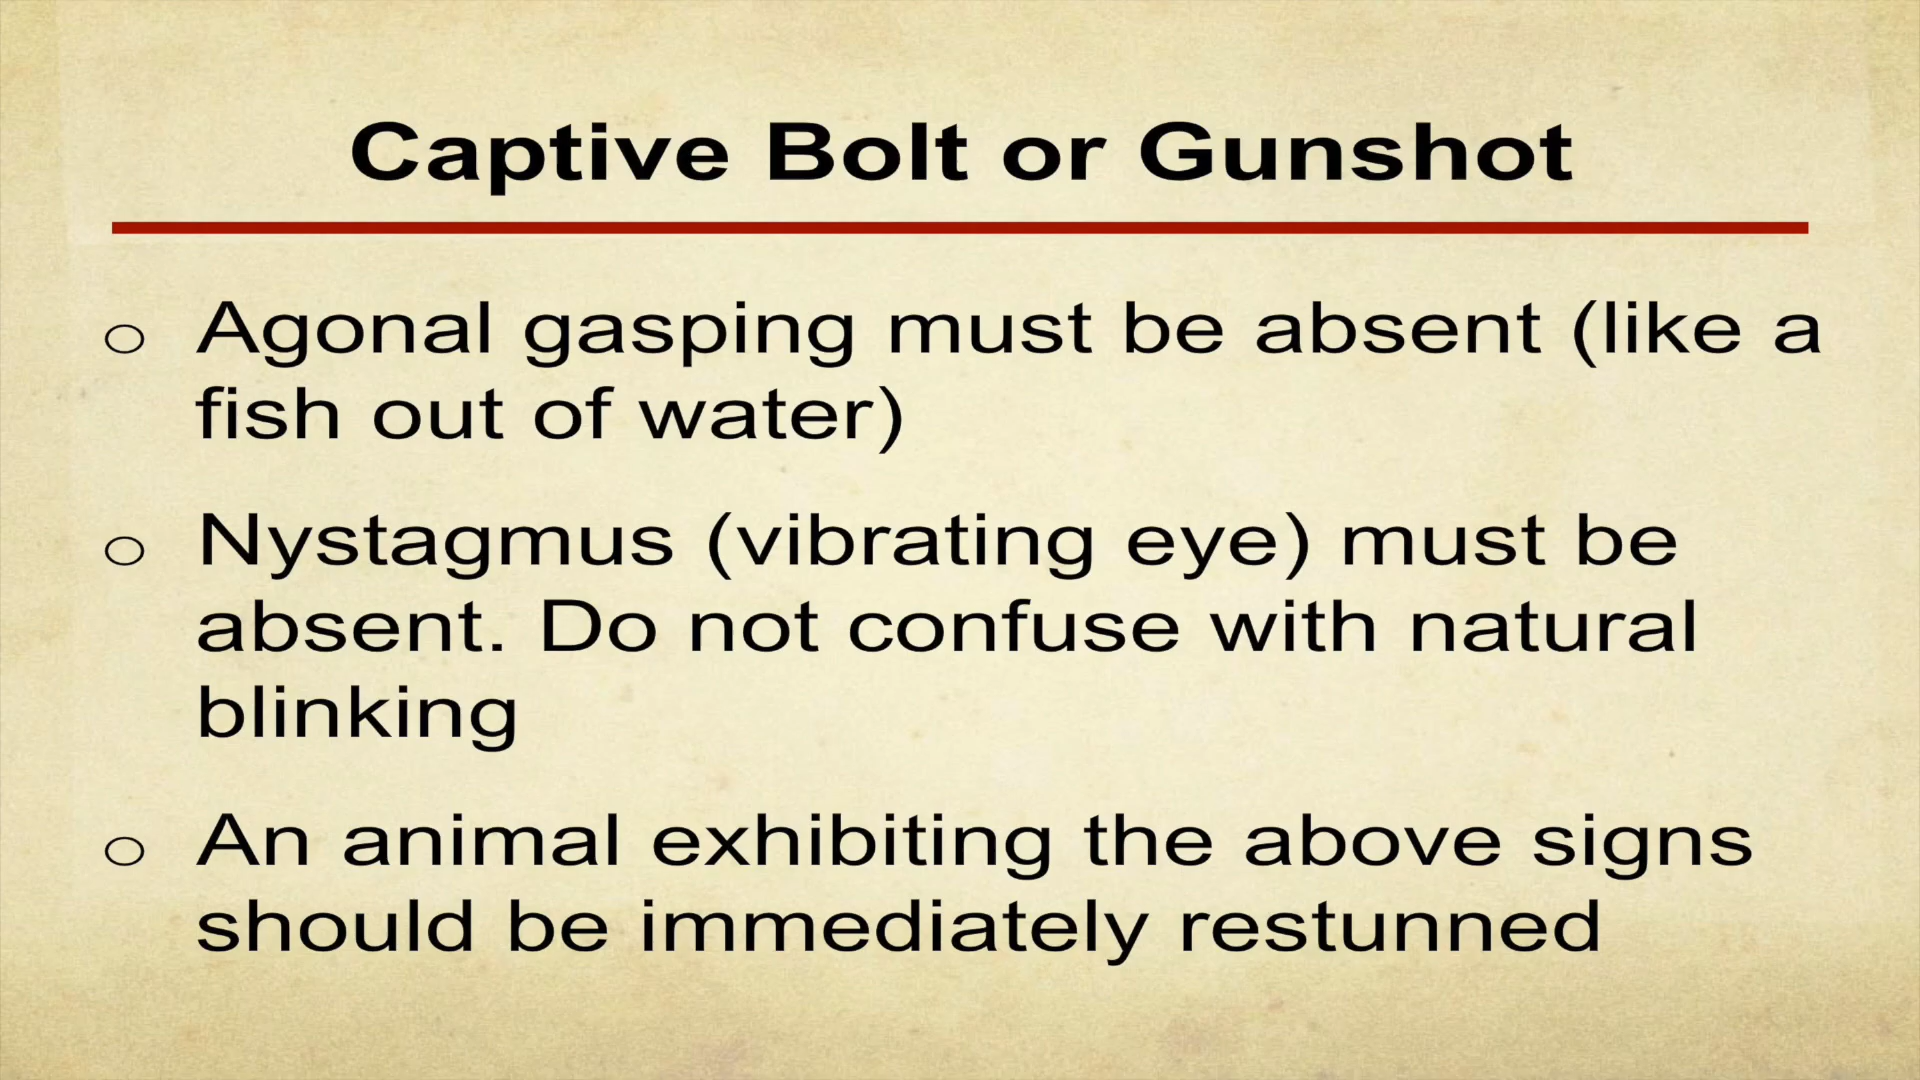 Captive Bolt or Gunshot
o Agonal gasping must be absent (like a
fish out of water)
o Nystagmus (vibrating eye) must be
absent. Do not confuse with natural
blinking
o An animal exhibiting the above signs
should be immediately restunned